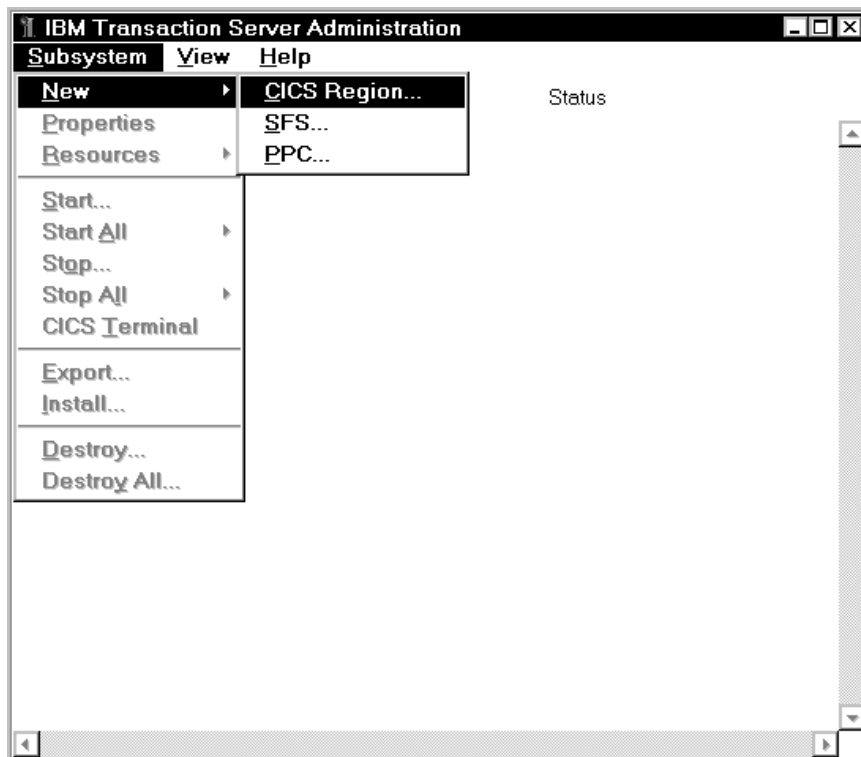 IBM Transaction Server Administration
Subsystem View Help
New CICS Region... Status
Properties SFS...
Resources PPC...
Start...
Start All
Stop...
Stop All
CICS Terminal
Export...
Install...
Destroy...
Destroy All...